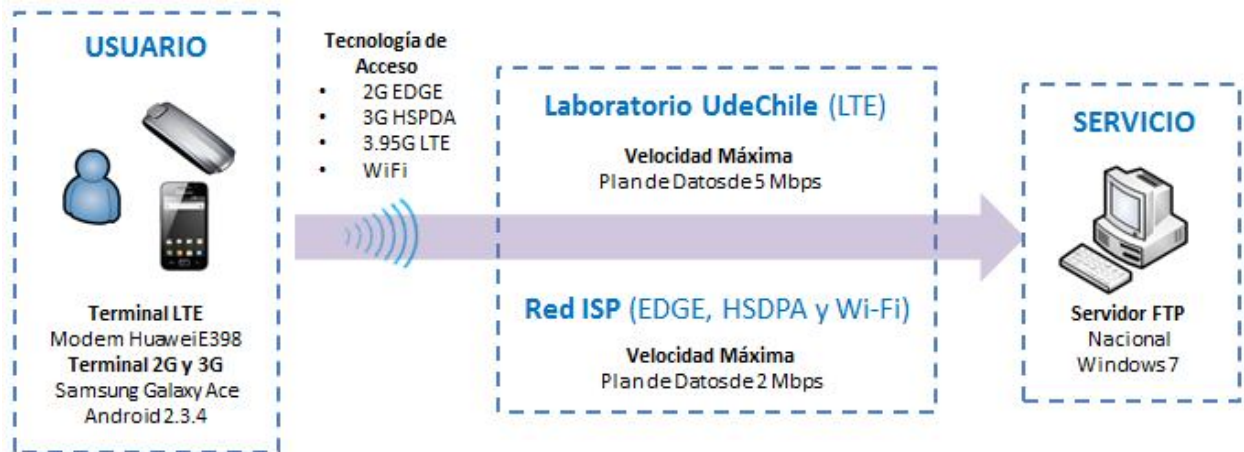 USUARIO
Terminal LTE
Modem Huawei E398
Terminal 2G y 3G
Samsung Galaxy Ace
Android 2.3.4
Tecnología de
Acceso
• 2G EDGE
• 3G HSPDA
• 3.95G LTE
• WiFi
Laboratorio UdeChile (LTE)
Velocidad Máxima
Plan de Datos de 5 Mbps
Red ISP (EDGE, HSDPA y Wi-Fi)
Velocidad Máxima
Plan de Datos de 2 Mbps
SERVICIO
Servidor FTP
Nacional
Windows 7